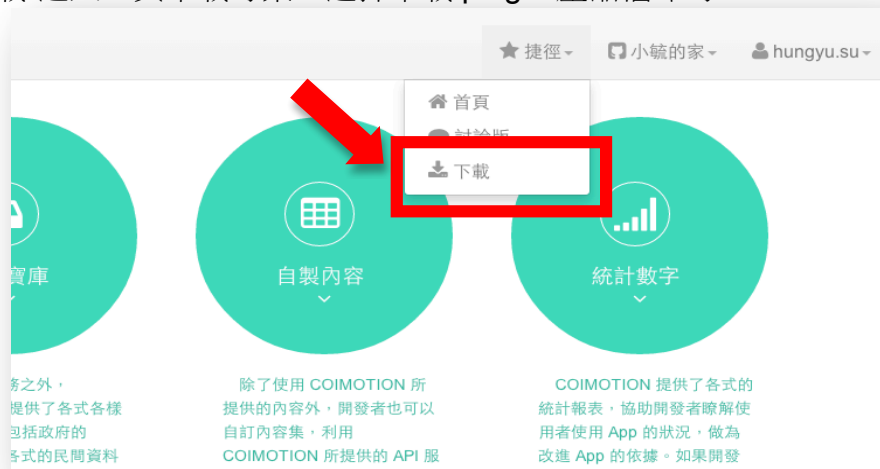 捷徑
小毓的家
hungyu.su
首頁
討論版
下載
寶庫
自製內容
統計數字
務之外，
提供了各式各樣
包括政府的
各式的民間資料
除了使用 COIMOTION 所
提供的內容外，開發者也可以
自訂內容集，利用
COIMOTION 所提供的 API 服
COIMOTION 提供了各式的
統計報表，協助開發者瞭解使
用者使用 App 的狀況，做為
改進 App 的依據。如果開發